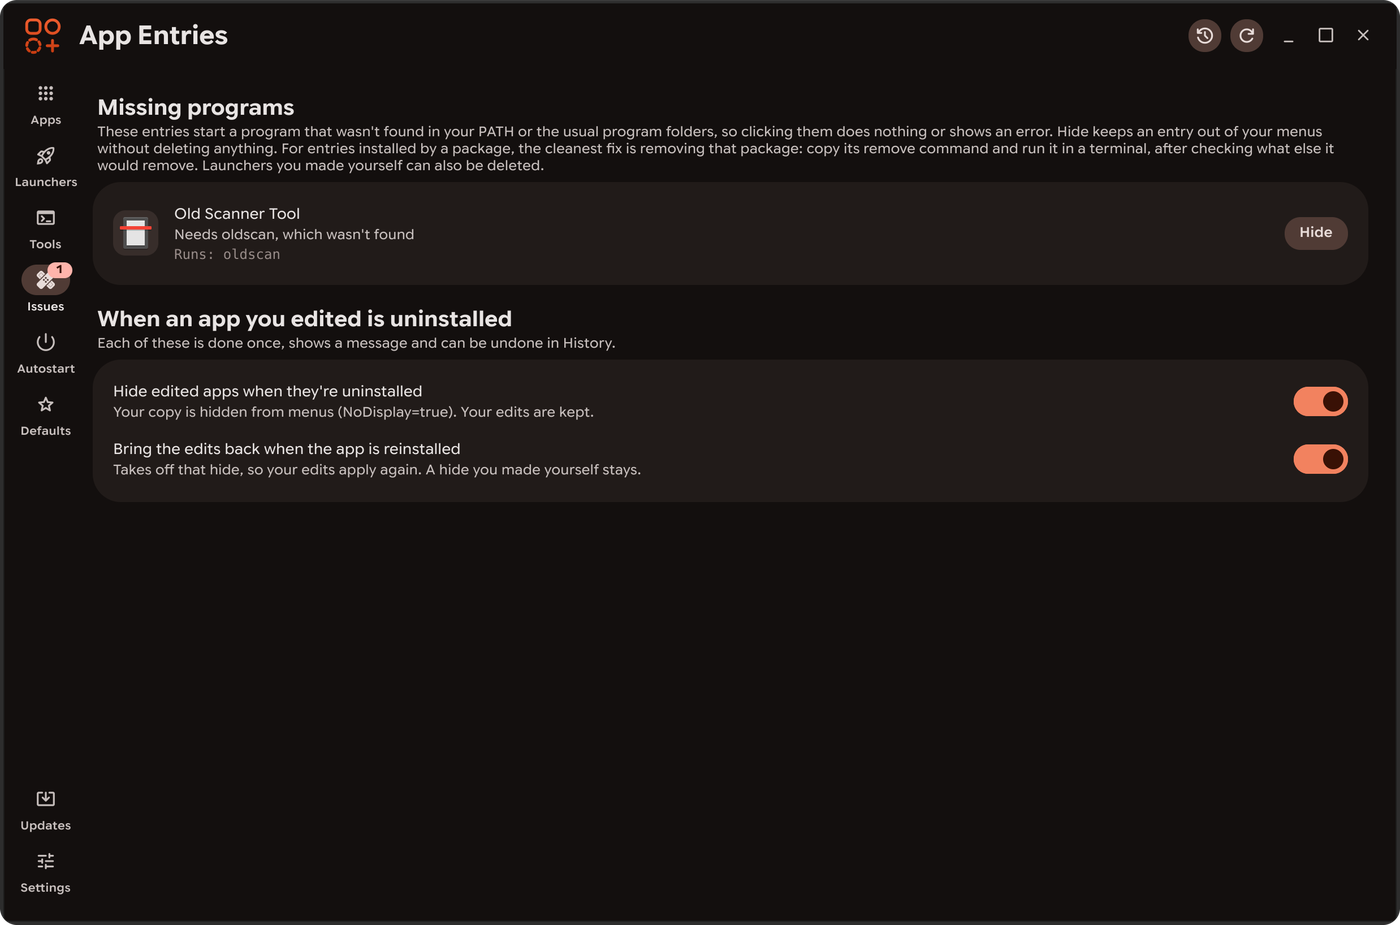 App Entries
Apps
Launchers
Tools
1
Issues
Autostart
Defaults
Updates
Settings
Missing programs
These entries start a program that wasn't found in your PATH or the usual program folders, so clicking them does nothing or shows an error. Hide keeps an entry out of your menus
without deleting anything. For entries installed by a package, the cleanest fix is removing that package: copy its remove command and run it in a terminal, after checking what else it
would remove. Launchers you made yourself can also be deleted.
Old Scanner Tool
Needs oldscan, which wasn't found
Runs: oldscan
Hide
When an app you edited is uninstalled
Each of these is done once, shows a message and can be undone in History.
Hide edited apps when they're uninstalled
Your copy is hidden from menus (NoDisplay=true). Your edits are kept.
Bring the edits back when the app is reinstalled
Takes off that hide, so your edits apply again. A hide you made yourself stays.